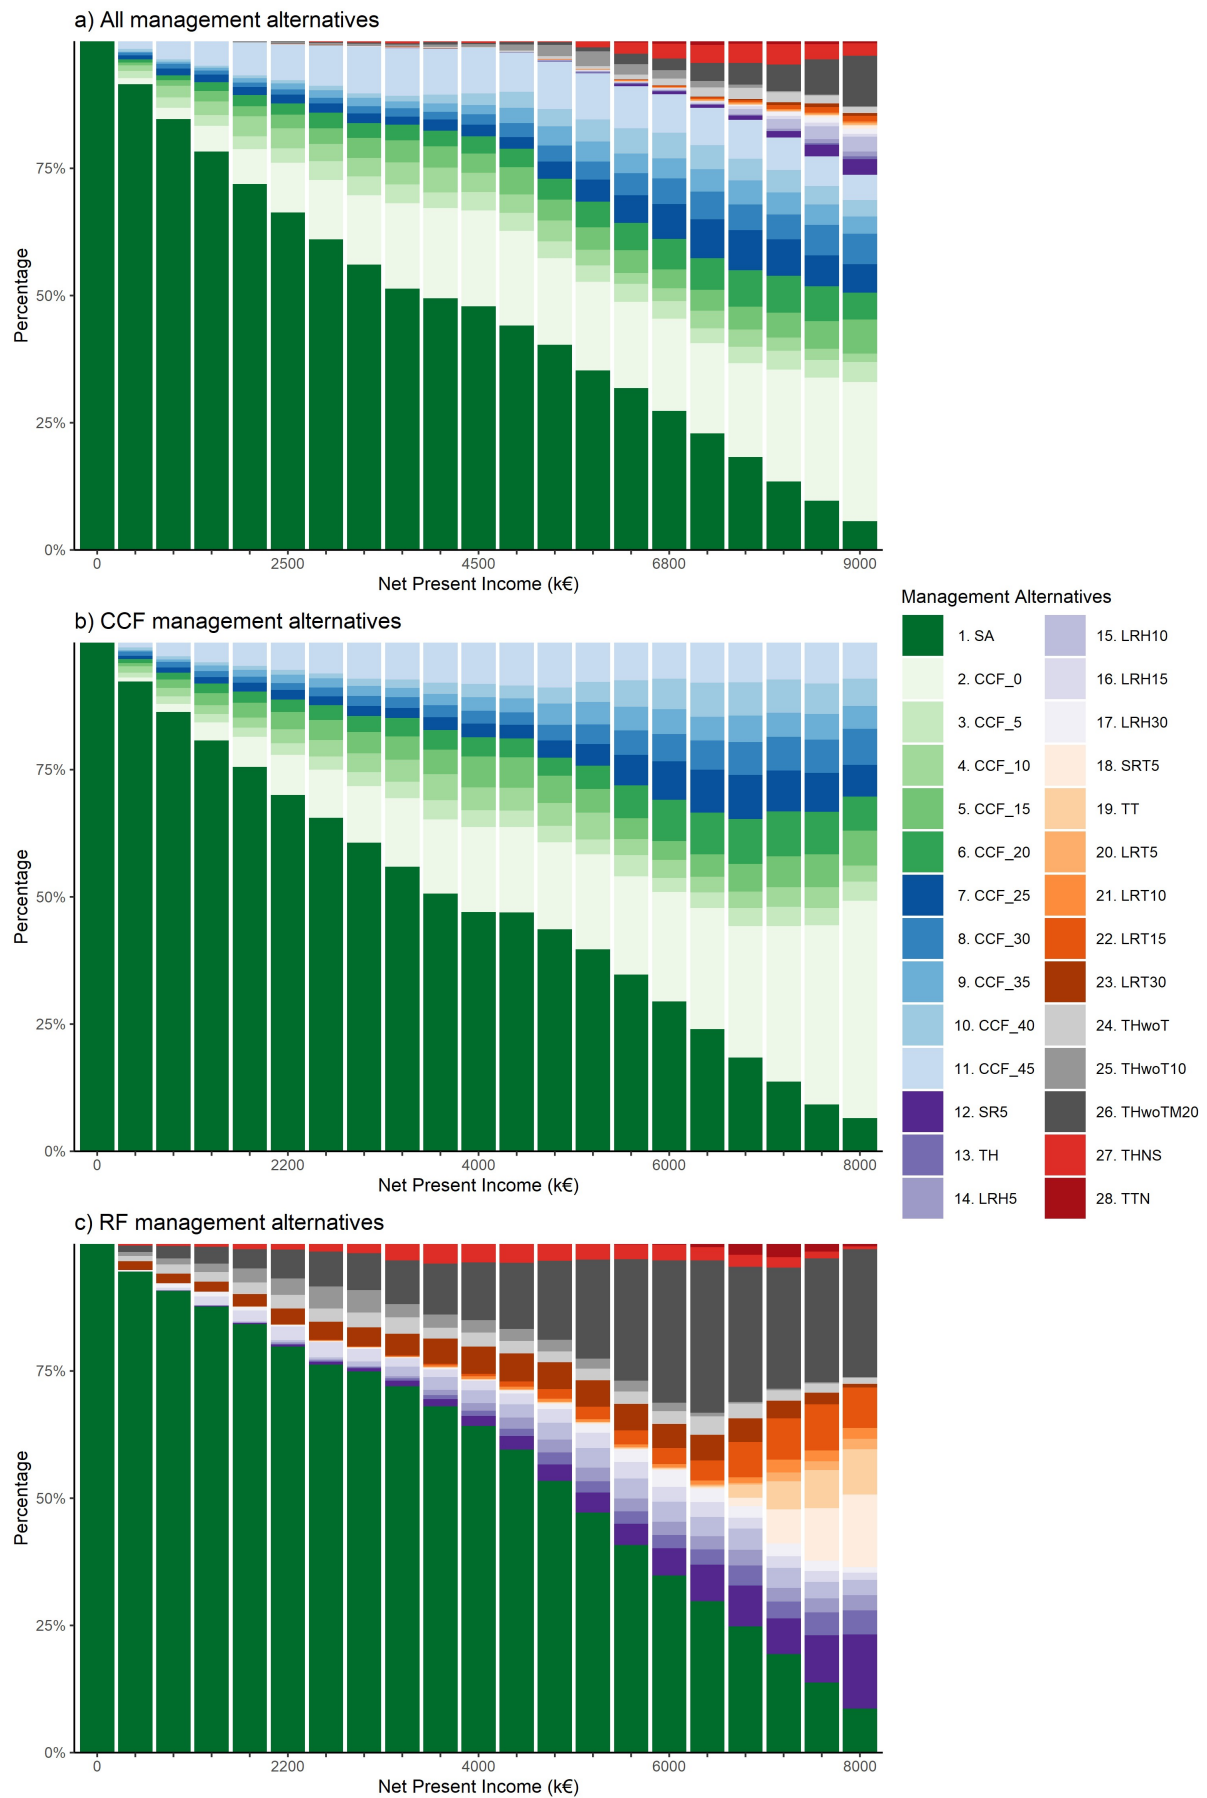 a) All management alternatives
Percentage
75%
50%
25%
0%
0 2500 4500 6800 9000
Net Present Income (k€)
b) CCF management alternatives
Percentage
75%
50%
25%
0%
0 2200 4000 6000 8000
Net Present Income (k€)
c) RF management alternatives
Percentage
75%
50%
25%
0%
0 2200 4000 6000 8000
Net Present Income (k€)
Management Alternatives
1. SA
2. CCF_0
3. CCF_5
4. CCF_10
5. CCF_15
6. CCF_20
7. CCF_25
8. CCF_30
9. CCF_35
10. CCF_40
11. CCF_45
12. SR5
13. TH
14. LRH5
15. LRH10
16. LRH15
17. LRH30
18. SRT5
19. TT
20. LRT5
21. LRT10
22. LRT15
23. LRT30
24. THwoT
25. THwoT10
26. THwoTM20
27. THNS
28. TTN